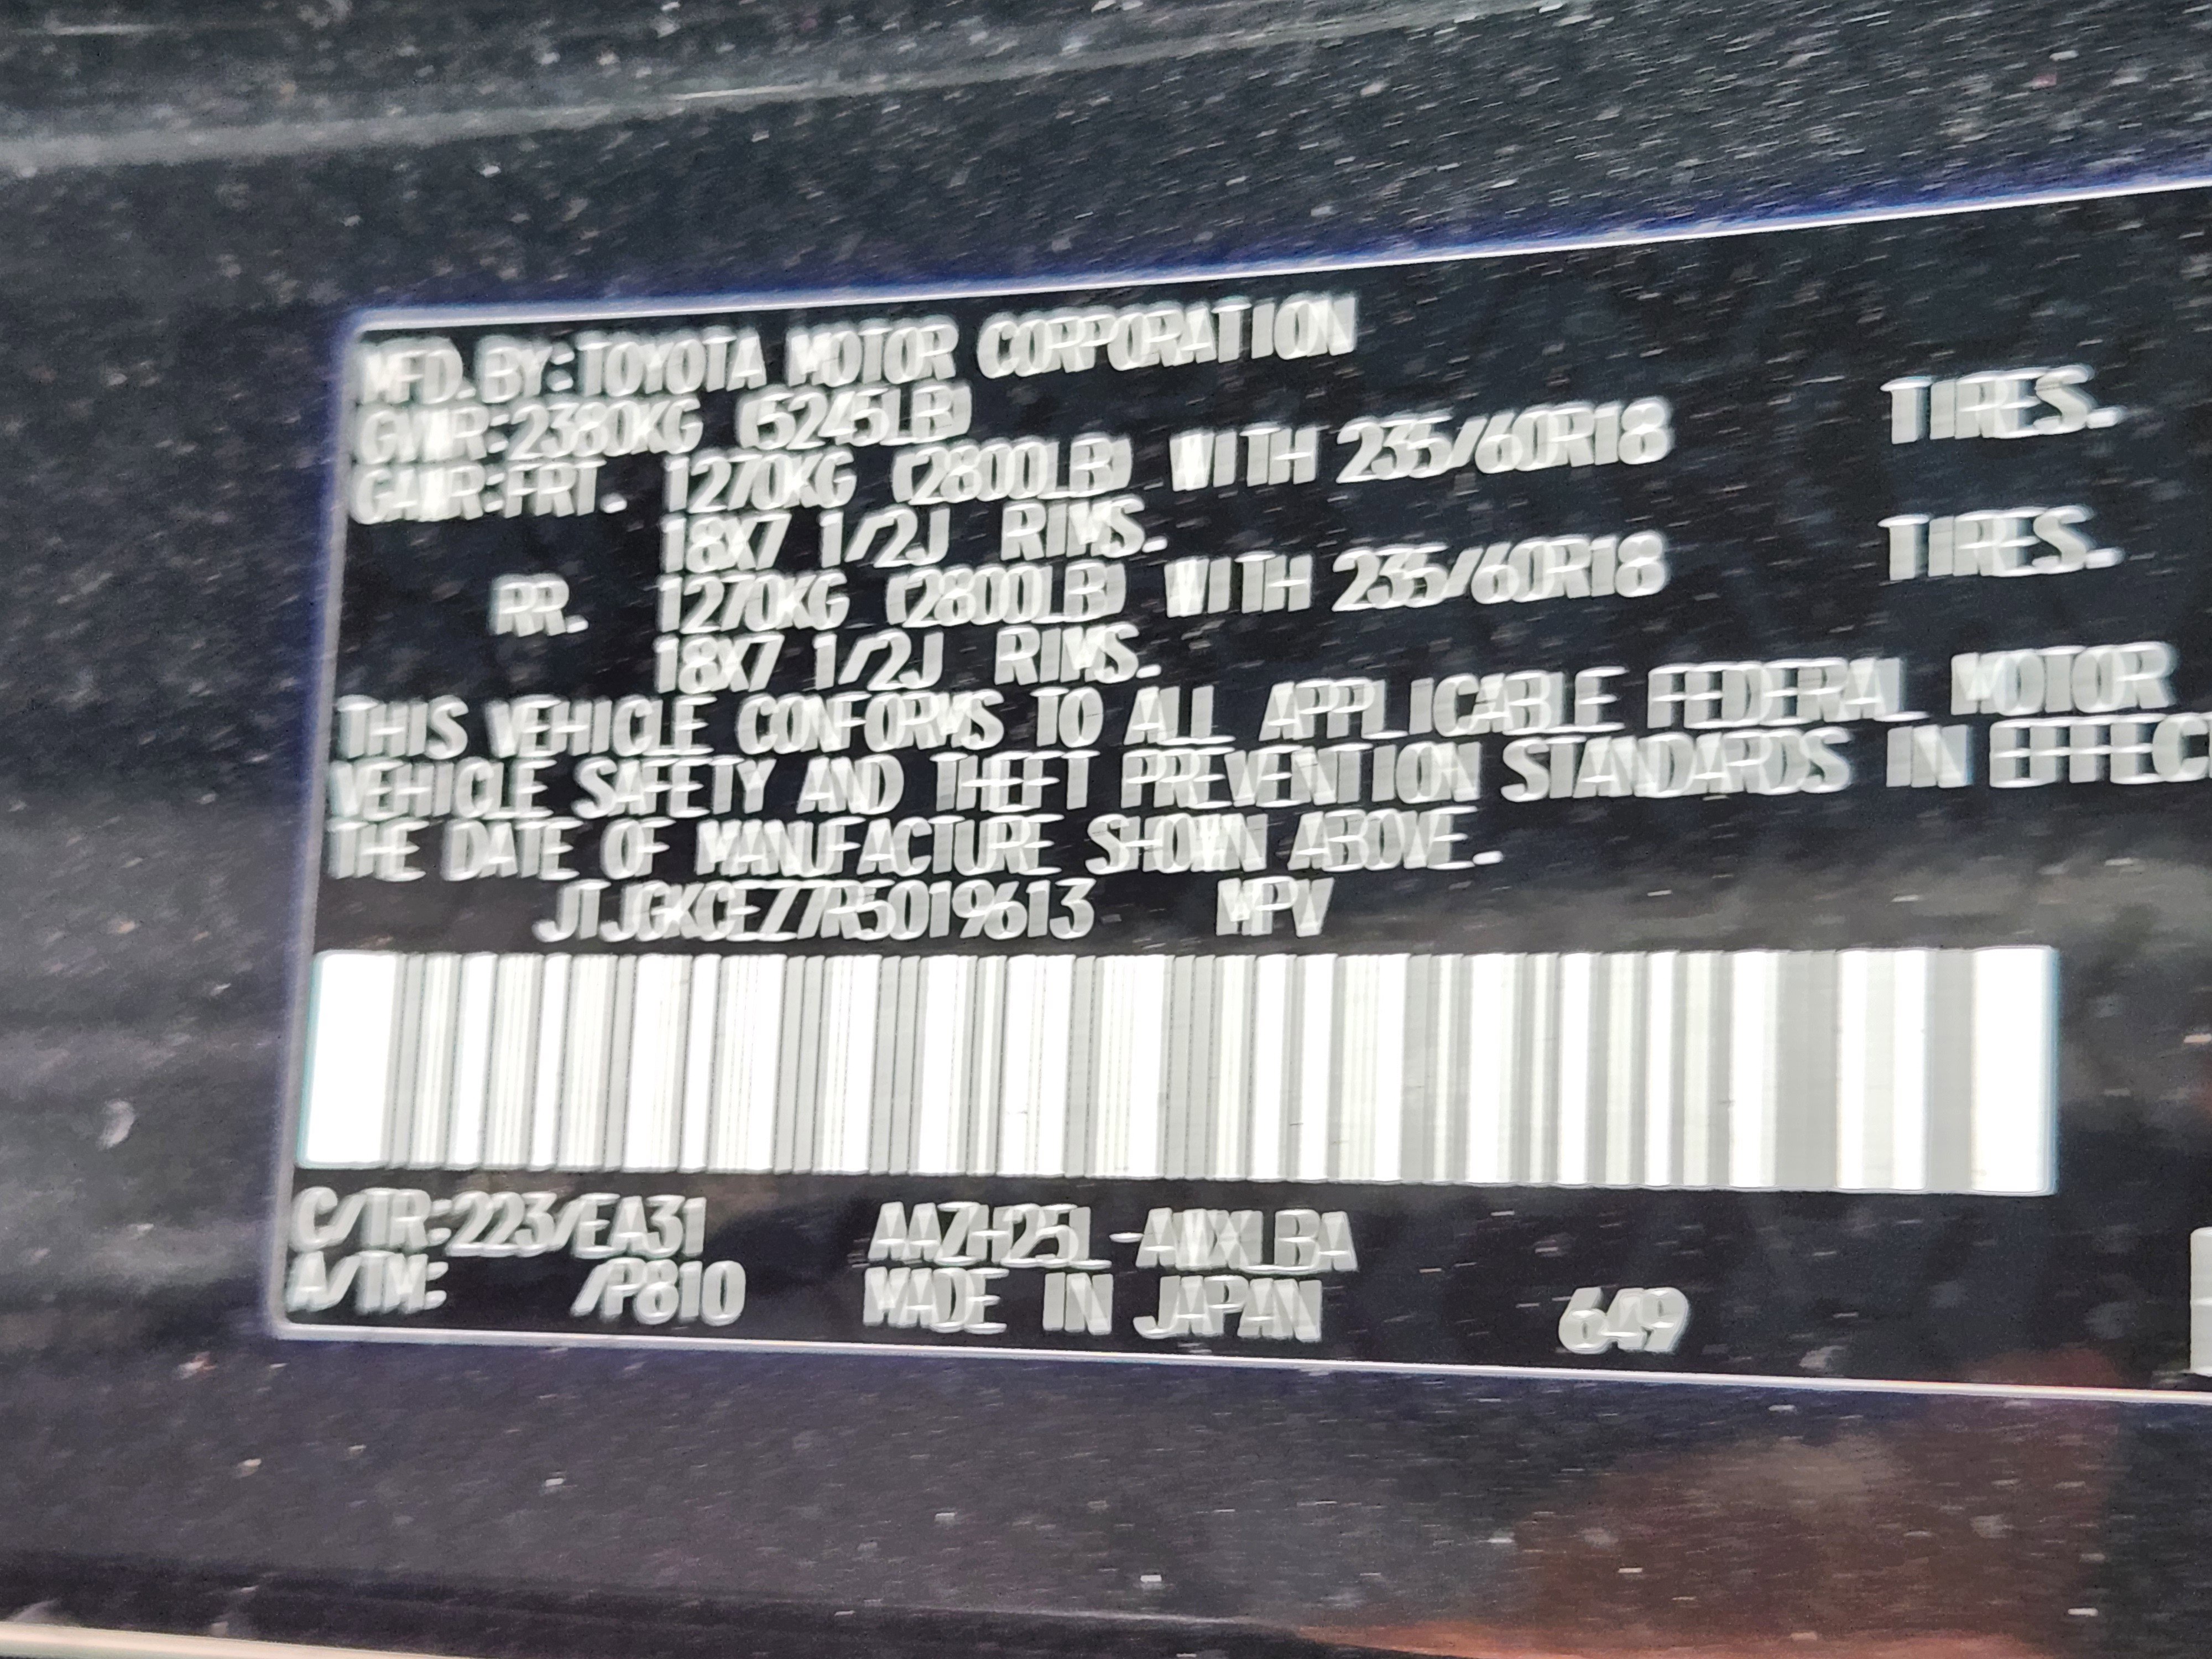 MFD.BY:TOYOTA MOTOR CORPORATION
GVWR:2380KG (5245LB)
GAWR:FRT. 1270KG (2800LB) WITH 235/60R18 TIRES.
18X7 1/2J RIMS.
RR. 1270KG (2800LB) WITH 235/60R18 TIRES.
18X7 1/2J RIMS.
THIS VEHICLE CONFORMS TO ALL APPLICABLE FEDERAL MOTOR
VEHICLE SAFETY AND THEFT PREVENTION STANDARDS IN EFFEC
THE DATE OF MANUFACTURE SHOWN ABOVE.
JTJGKCEZ7R5019613 MPV
C/TR:223/EA31 AAZH25L-AWXLBA
A/TM: /P810 MADE IN JAPAN 649